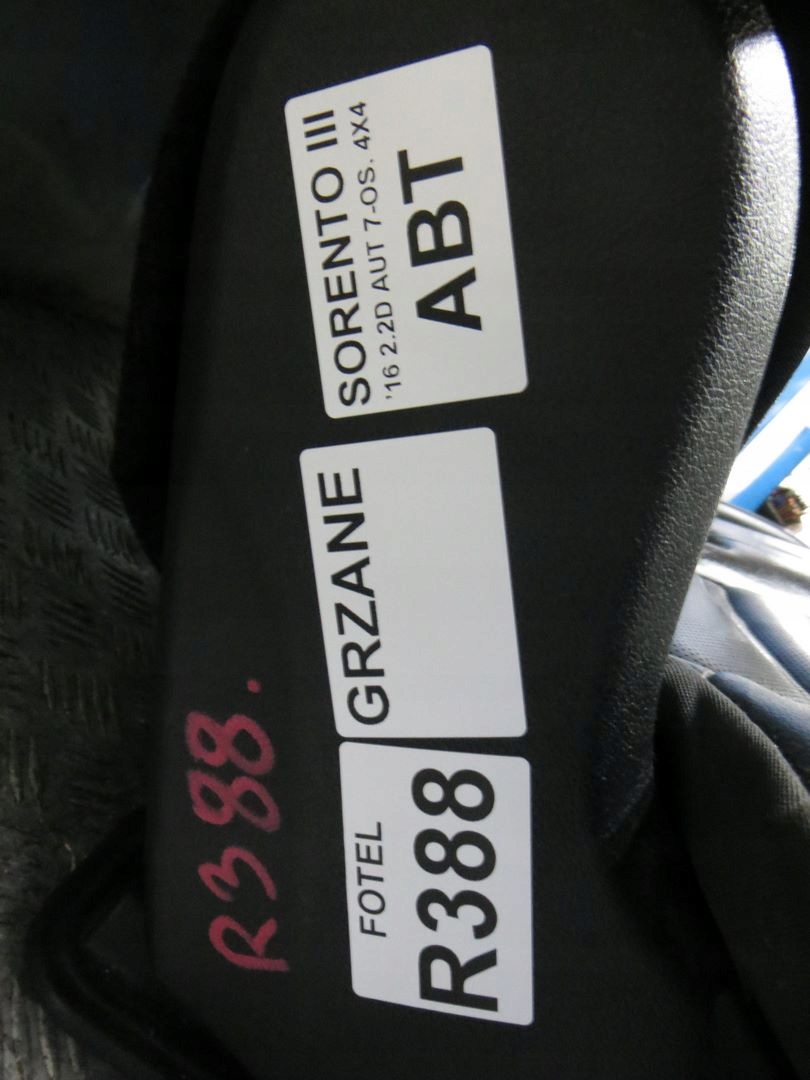 SORENTO III
'16 2.2D AUT 7-OS. 4X4
ABT
GRZANE
FOTEL
R388
R388.